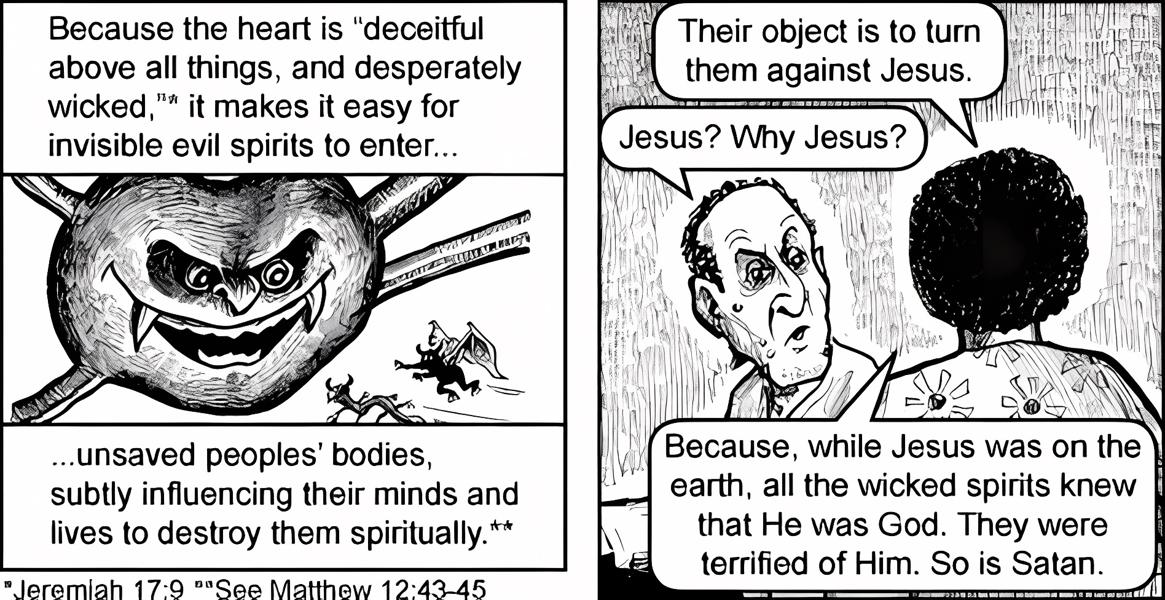 Because the heart is "deceitful
above all things, and desperately
wicked,"* it makes it easy for
invisible evil spirits to enter...
...unsaved peoples' bodies,
subtly influencing their minds and
lives to destroy them spiritually.**
*Jeremiah 17:9 **See Matthew 12:43-45
Their object is to turn
them against Jesus.
Jesus? Why Jesus?
Because, while Jesus was on the
earth, all the wicked spirits knew
that He was God. They were
terrified of Him. So is Satan.